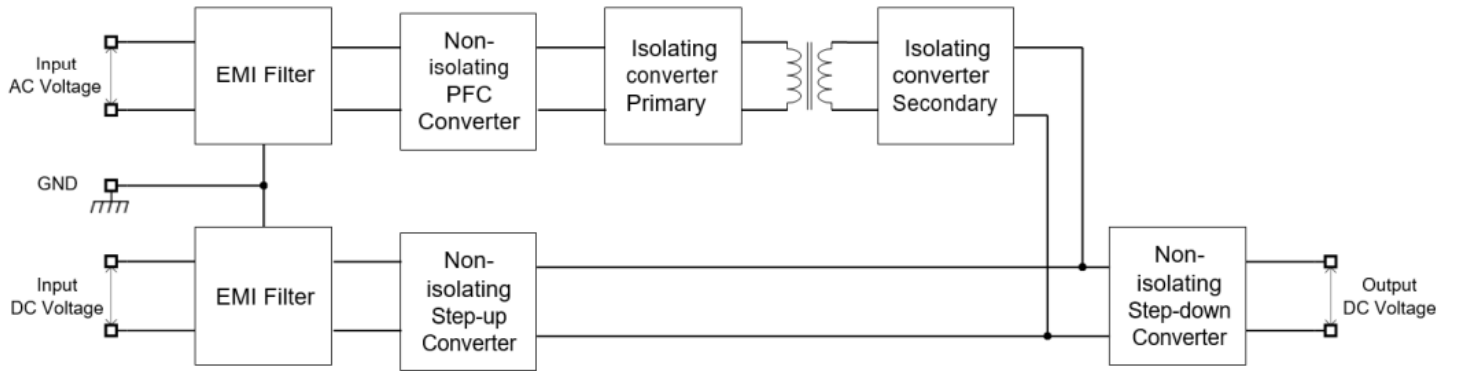 Input
AC Voltage
EMI Filter
Non-
isolating
PFC
Converter
Isolating
converter
Primary
Isolating
converter
Secondary
GND
Input
DC Voltage
EMI Filter
Non-
isolating
Step-up
Converter
Non-
isolating
Step-down
Converter
Output
DC Voltage